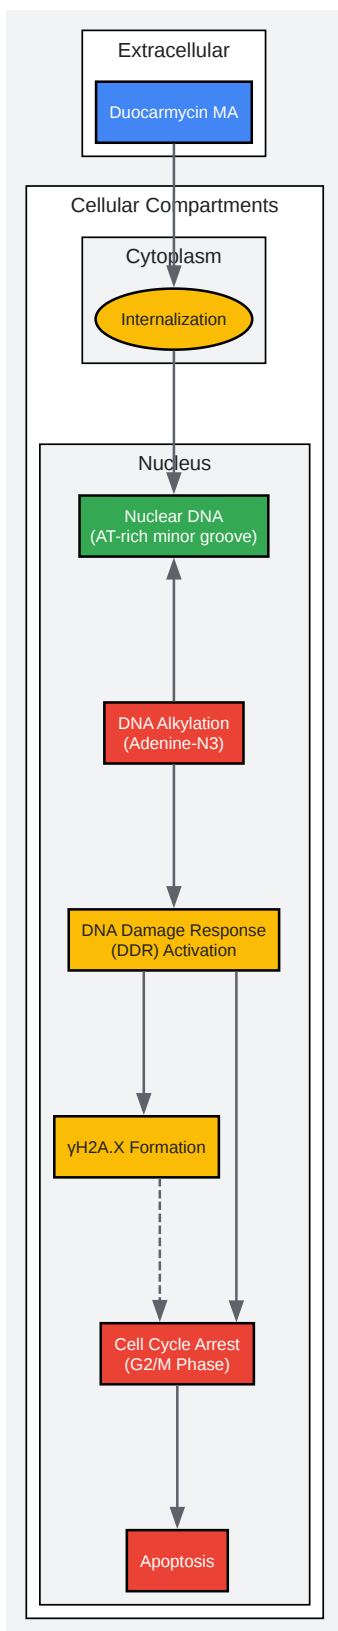 Extracellular
Duocarmycin MA
Cellular Compartments
Cytoplasm
Internalization
Nucleus
Nuclear DNA
(AT-rich minor groove)
DNA Alkylation
(Adenine-N3)
DNA Damage Response
(DDR) Activation
γH2A.X Formation
Cell Cycle Arrest
(G2/M Phase)
Apoptosis